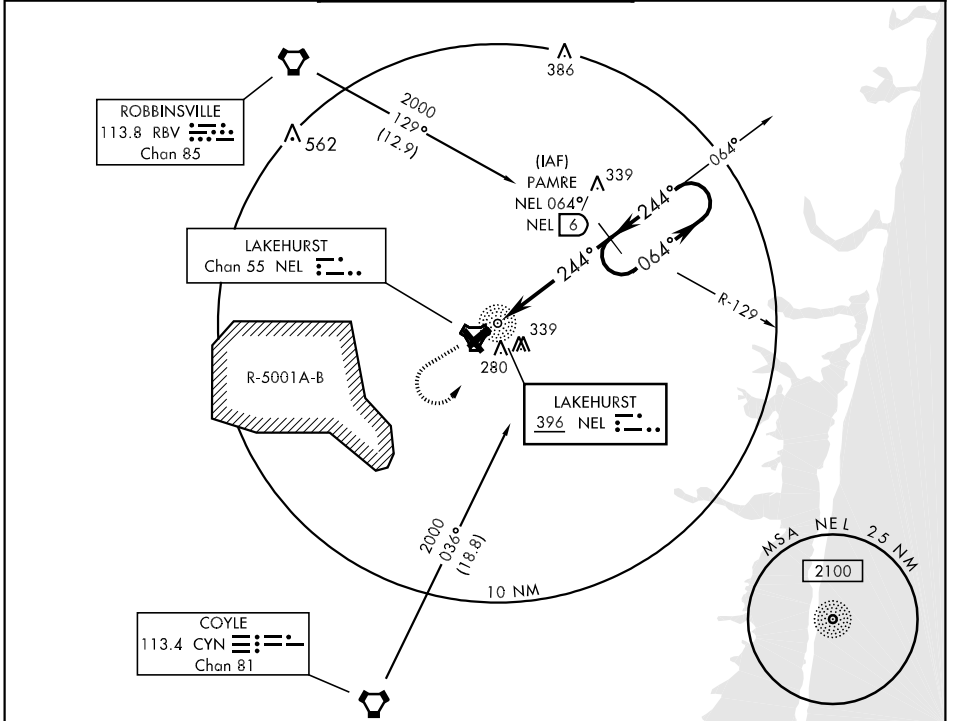 386
ROBBINSVILLE
113.8 RBV
Chan 85
562
2000
129°
(12.9)
(IAF)
PAMRE
NEL 064°/
NEL 6
339
064°
244°
064°
244°
R-129
LAKEHURST
Chan 55 NEL
339
280
R-5001A-B
LAKEHURST
396 NEL
2000
036°
(18.8)
10 NM
MSA NEL 25 NM
2100
COYLE
113.4 CYN
Chan 81